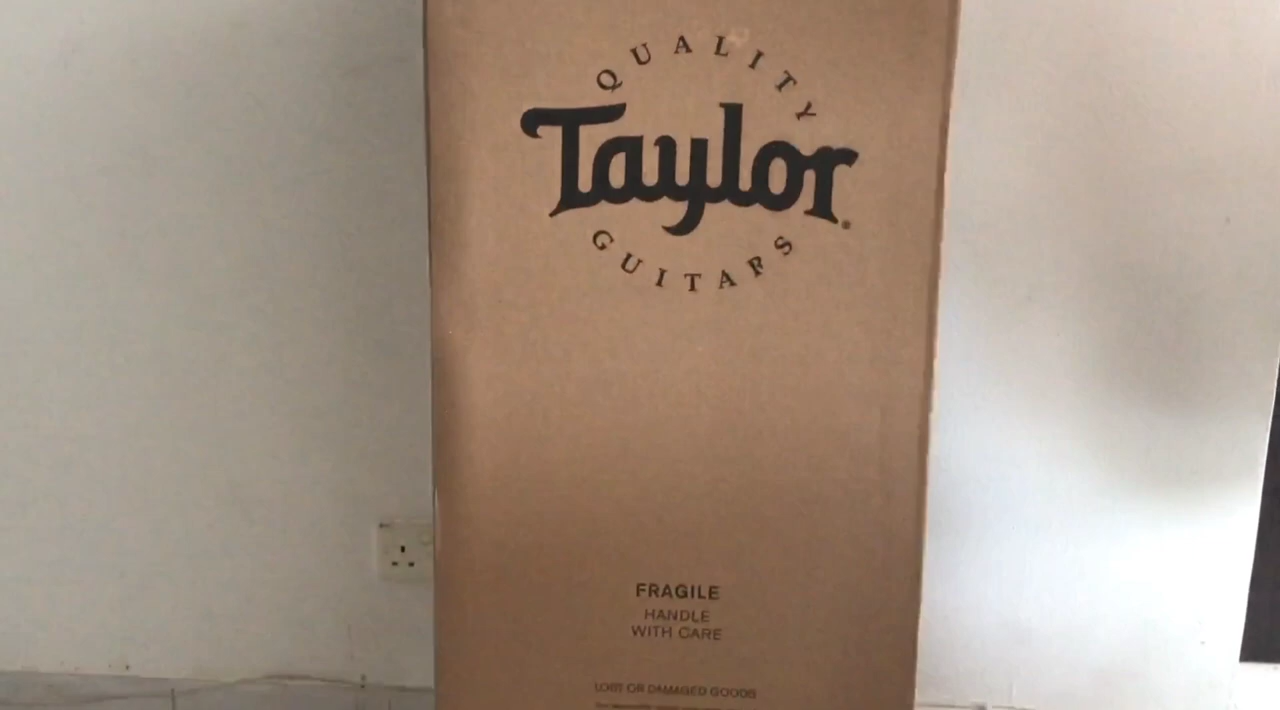 QUALITY
Taylor
GUITARS
FRAGILE
HANDLE
WITH CARE
LOST OR DAMAGED GOODS